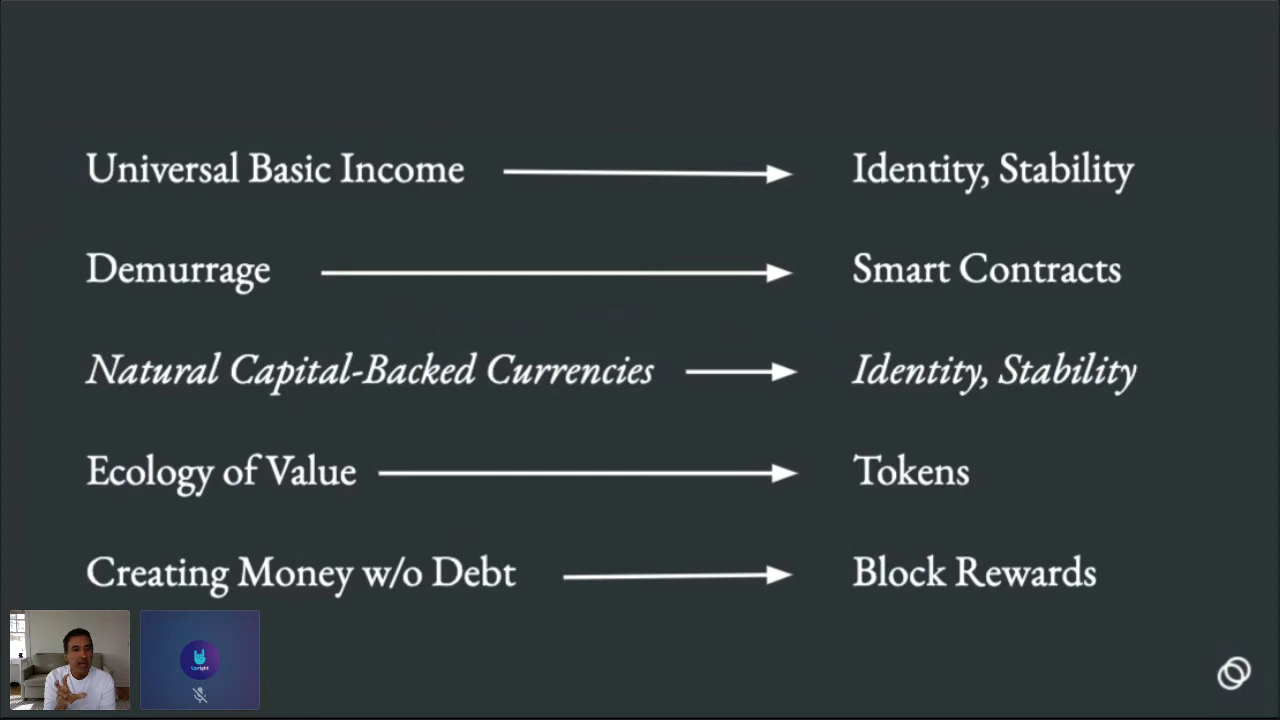 Universal Basic Income Identity, Stability
Demurrage Smart Contracts
Natural Capital-Backed Currencies Identity, Stability
Ecology of Value Tokens
Creating Money w/o Debt Block Rewards
Upright